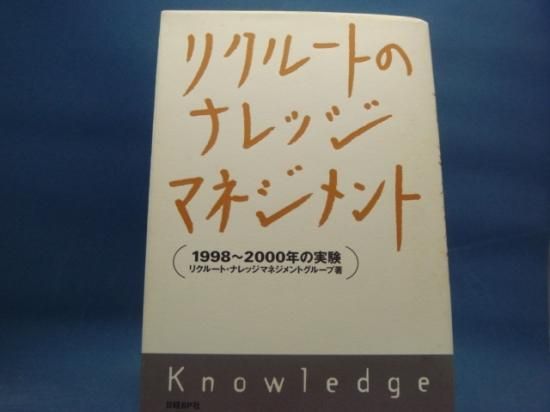 リクルートの
ナレッジ
マネジメント
1998〜2000年の実験
リクルート・ナレッジマネジメントグループ著
Knowledge
日経BP社